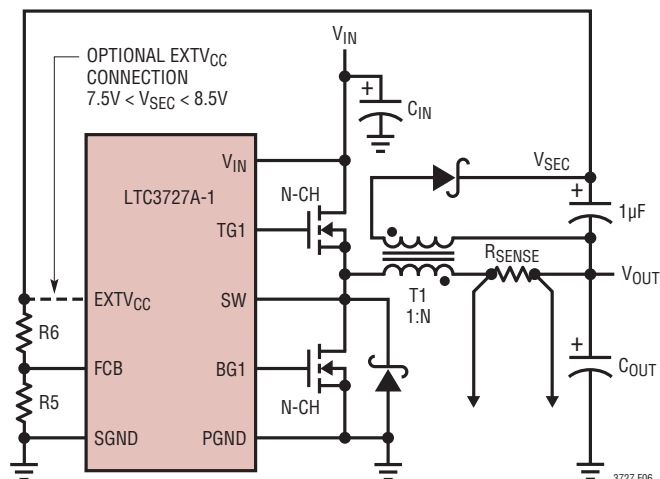 OPTIONAL EXTVCC
CONNECTION
7.5V < VSEC < 8.5V
VIN
+
CIN
LTC3727A-1
VIN
TG1
EXTVCC
SW
FCB
BG1
SGND
PGND
N-CH
N-CH
R6
R5
VSEC
+
1µF
RSENSE
T1
1:N
VOUT
+
COUT
3727 F06